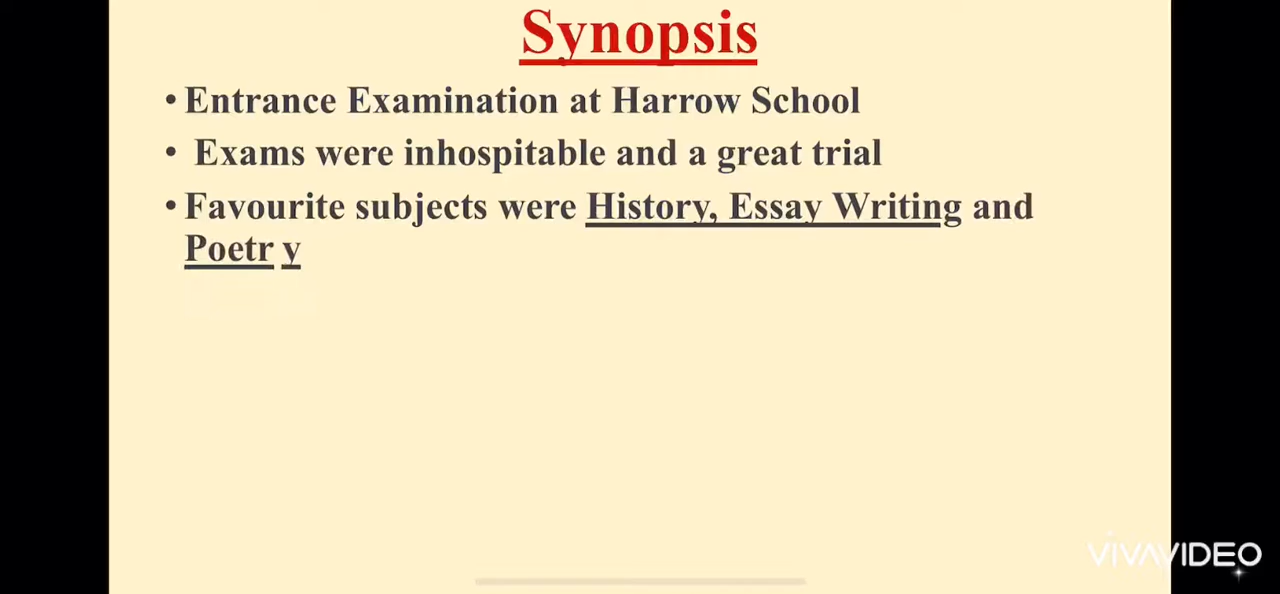 Synopsis
• Entrance Examination at Harrow School
• Exams were inhospitable and a great trial
• Favourite subjects were History, Essay Writing and
Poetr y
VIVAVIDEO